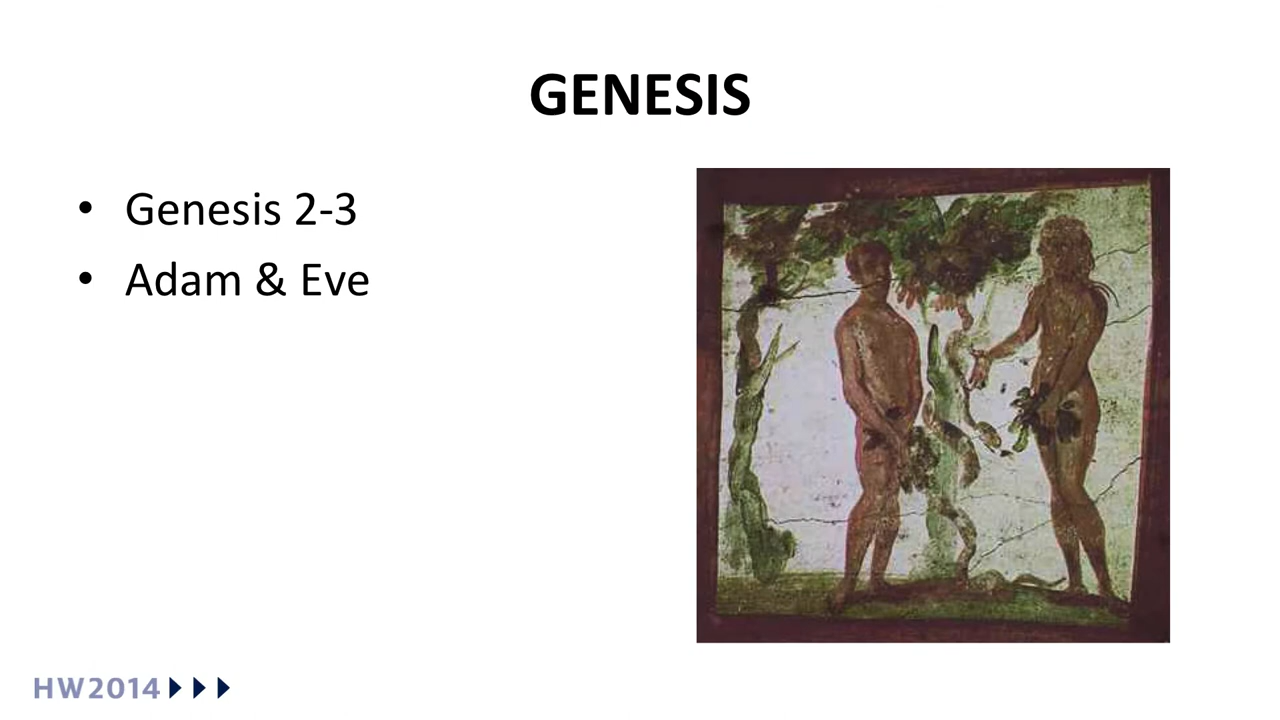 GENESIS
• Genesis 2-3
• Adam & Eve
HW2014